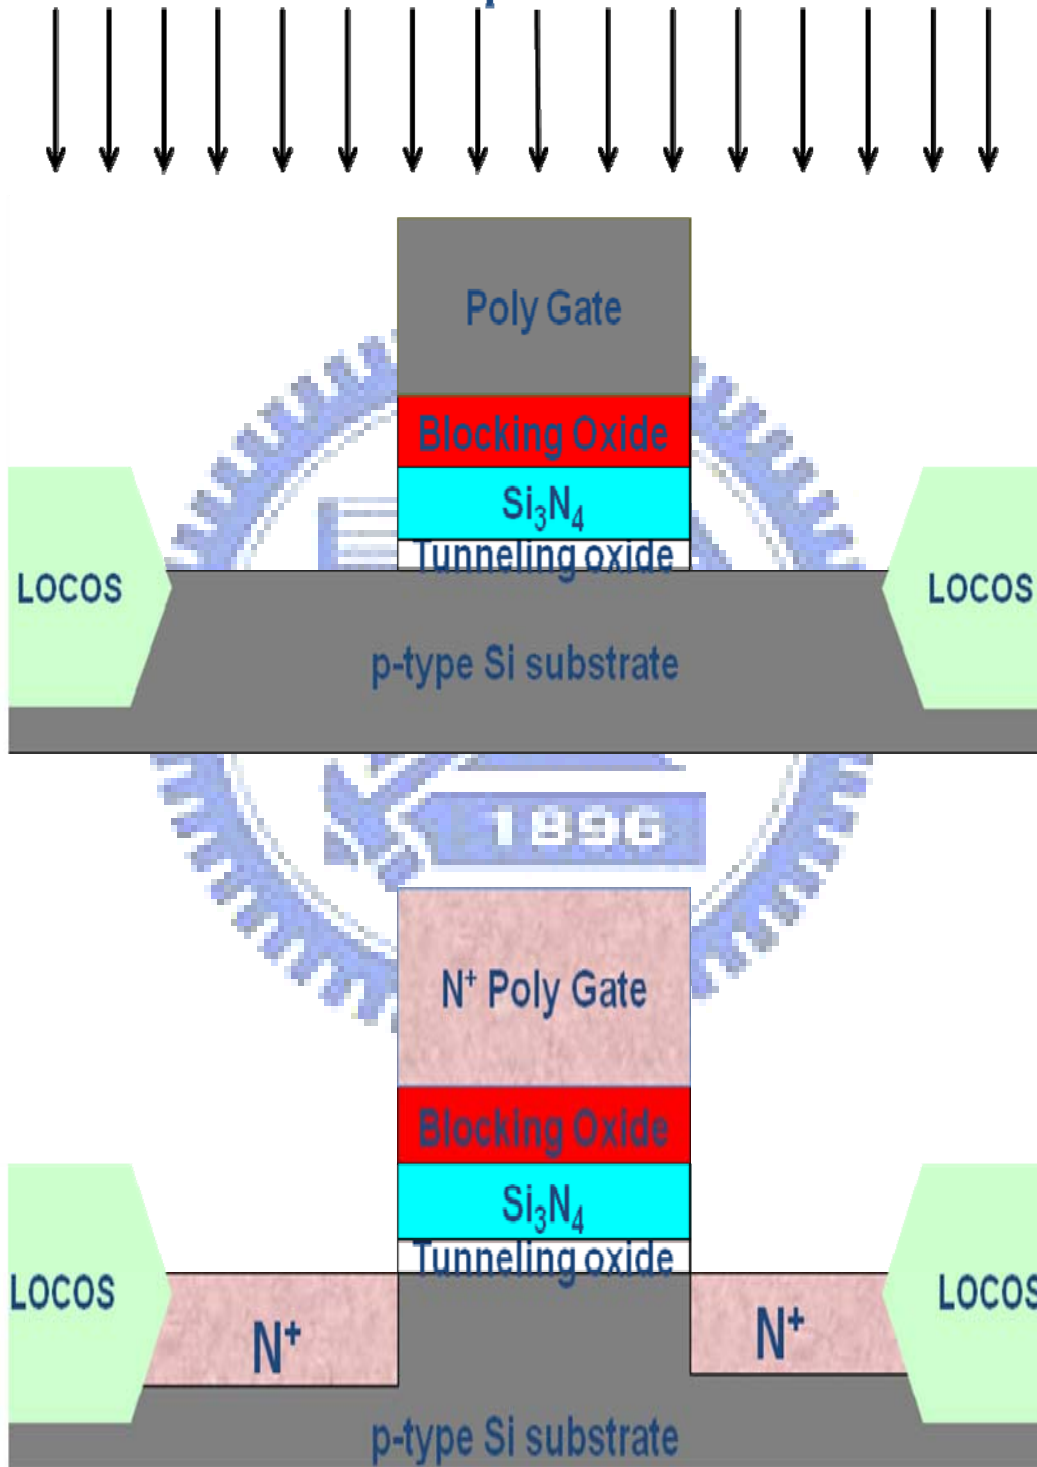 Poly Gate
Blocking Oxide
Si₃N₄
Tunneling oxide
LOCOS
LOCOS
p-type Si substrate
1896
N⁺ Poly Gate
Blocking Oxide
Si₃N₄
Tunneling oxide
LOCOS
LOCOS
N⁺
N⁺
p-type Si substrate